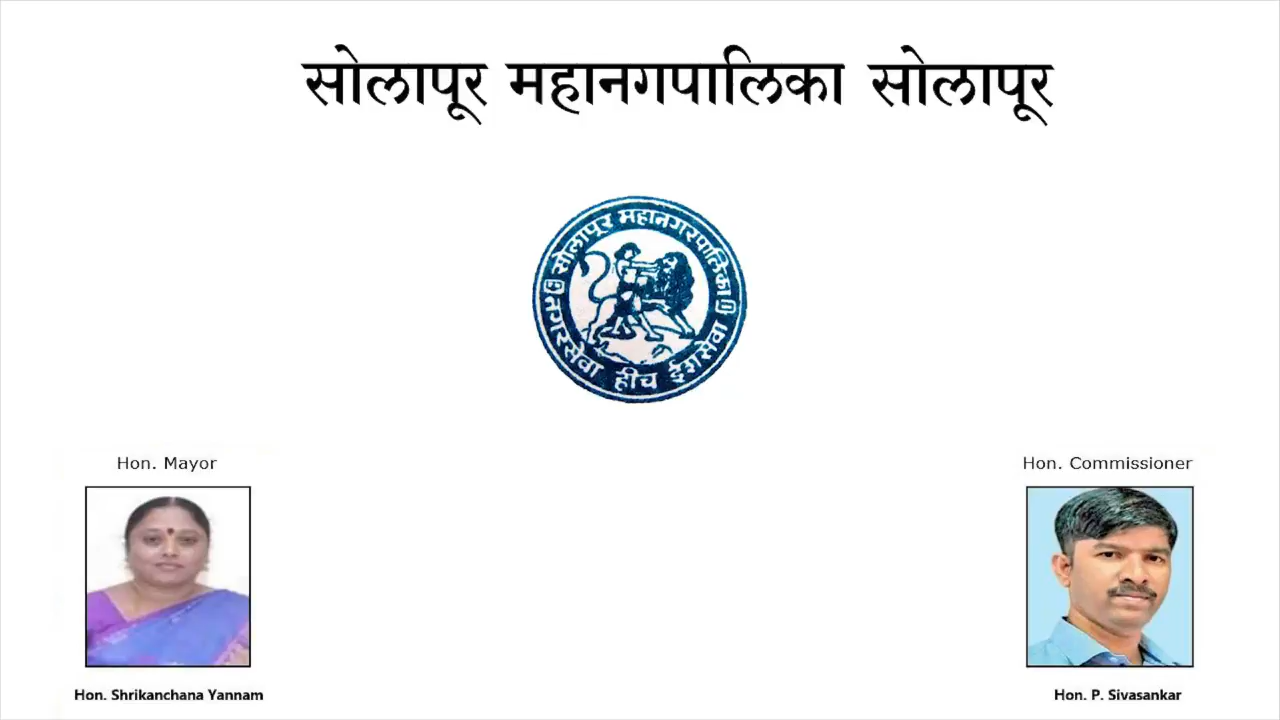 सोलापूर महानगपालिका सोलापूर
सोलापूर महानगरपालिका
नगरसेवा हीच ईशसेवा
Hon. Mayor
Hon. Commissioner
Hon. Shrikanchana Yannam
Hon. P. Sivasankar